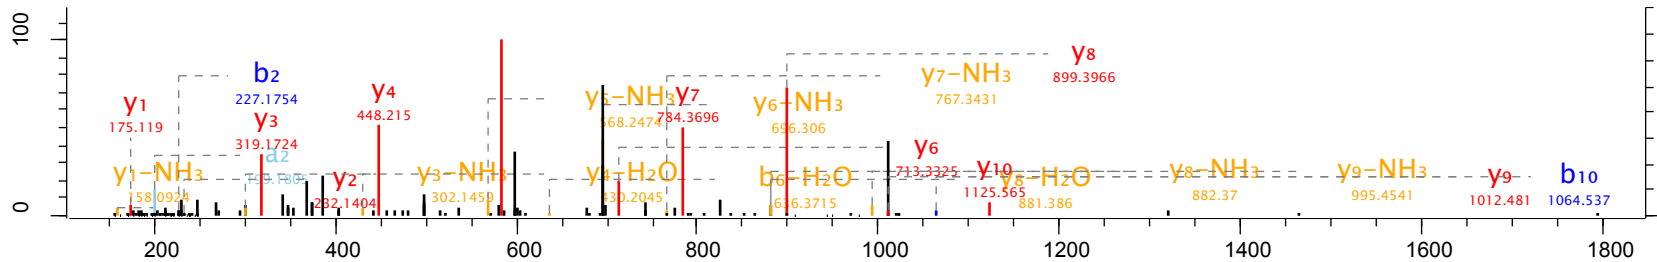 100
0
y1
175.119
y1-NH3
158.0924
b2
227.1754
y3
319.1724
a2
y2
232.1404
y4
448.215
y3-NH3
302.1459
y5-NH3
568.2474
y4-H2O
430.2045
y7
784.3696
y6-NH3
696.306
b6-H2O
636.3715
y6
713.3325
y7-NH3
767.3431
y10
1125.565
y8
899.3966
y8-H2O
881.386
y8-NH3
882.37
y9-NH3
995.4541
y9
1012.481
b10
1064.537
200
400
600
800
1000
1200
1400
1600
1800